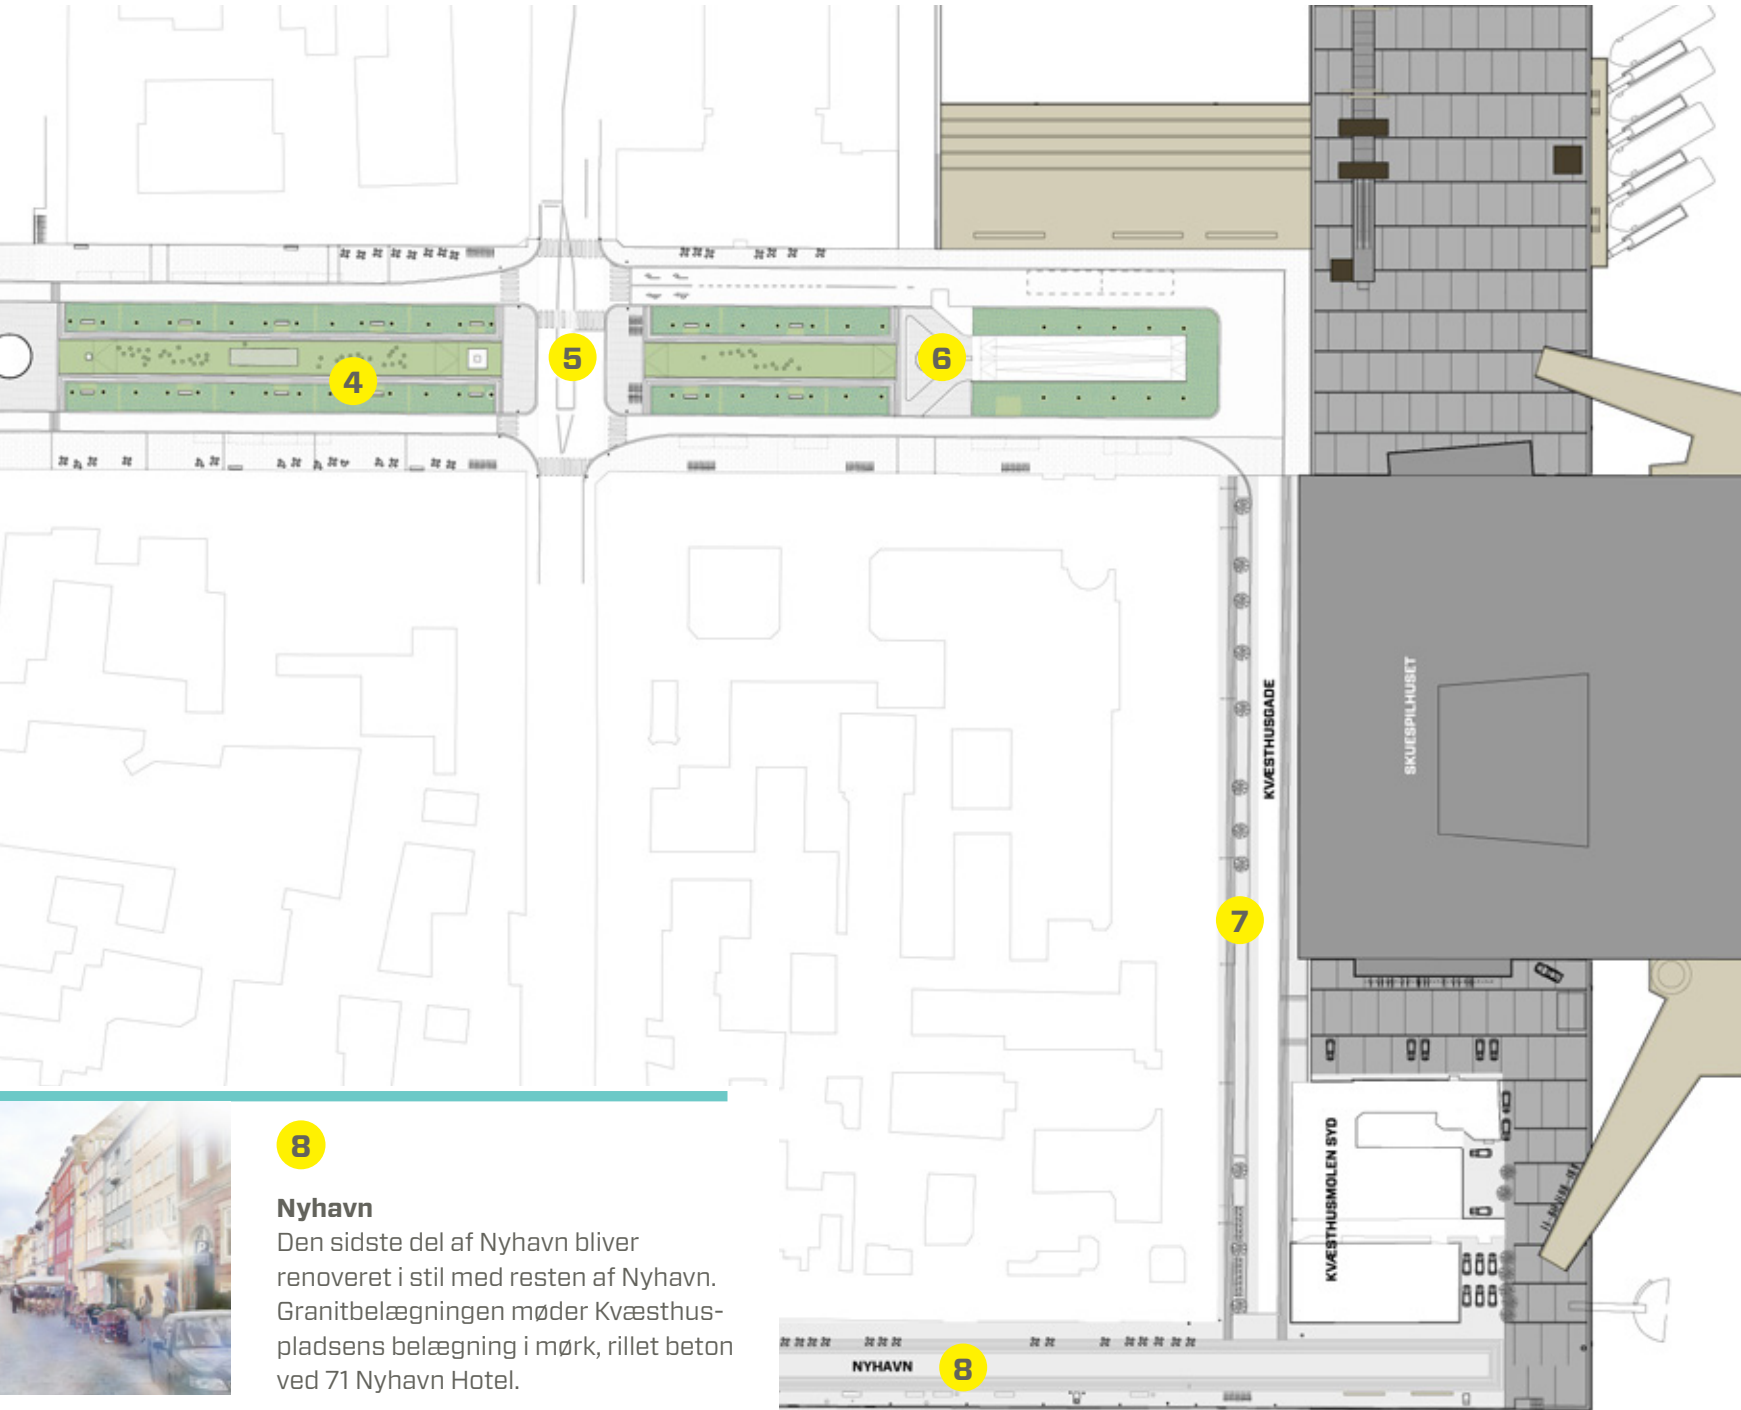 4
5
6
7
KVÆSTHUSGADE
SKUESPILHUSET
KVÆSTHUSMOLEN SYD
NYHAVN
8
8
Nyhavn
Den sidste del af Nyhavn bliver
renoveret i stil med resten af Nyhavn.
Granitbelægningen møder Kvæsthus-
pladsens belægning i mørk, rillet beton
ved 71 Nyhavn Hotel.
P